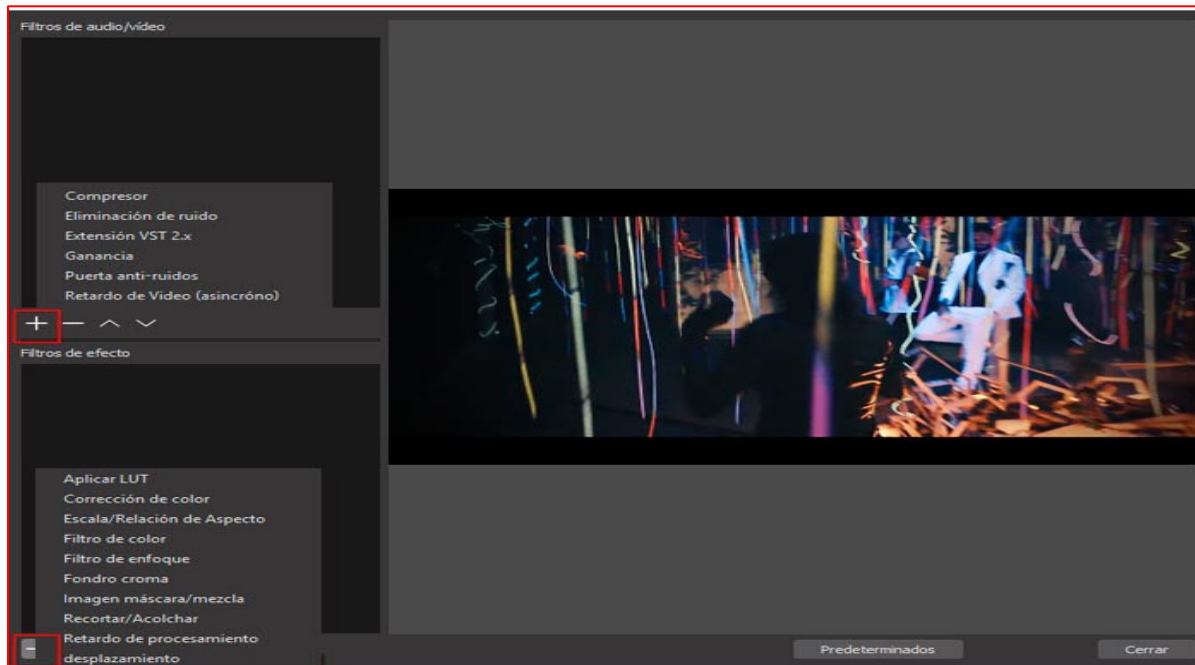 Filtros de audio/vídeo
Compresor
Eliminación de ruido
Extensión VST 2.x
Ganancia
Puerta anti-ruidos
Retardo de Video (asincróno)
Filtros de efecto
Aplicar LUT
Corrección de color
Escala/Relación de Aspecto
Filtro de color
Filtro de enfoque
Fondro croma
Imagen máscara/mezcla
Recortar/Acolchar
Retardo de procesamiento
desplazamiento
Predeterminados
Cerrar